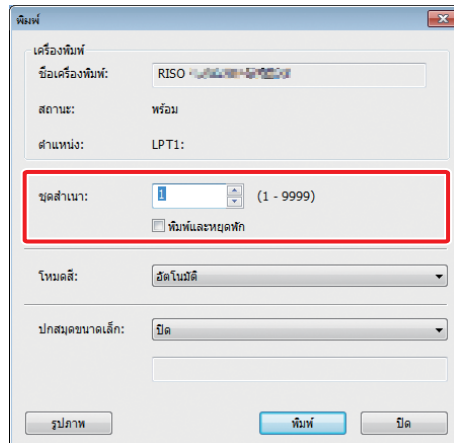 พิมพ์
เครื่องพิมพ์
ชื่อเครื่องพิมพ์: RISO
สถานะ: พร้อม
ตำแหน่ง: LPT1:
ชุดสำเนา: 1 (1 - 9999)
พิมพ์และหยุดพัก
โหมดสี: อัตโนมัติ
ปกสมุดขนาดเล็ก: ปิด
รูปภาพ พิมพ์ ปิด